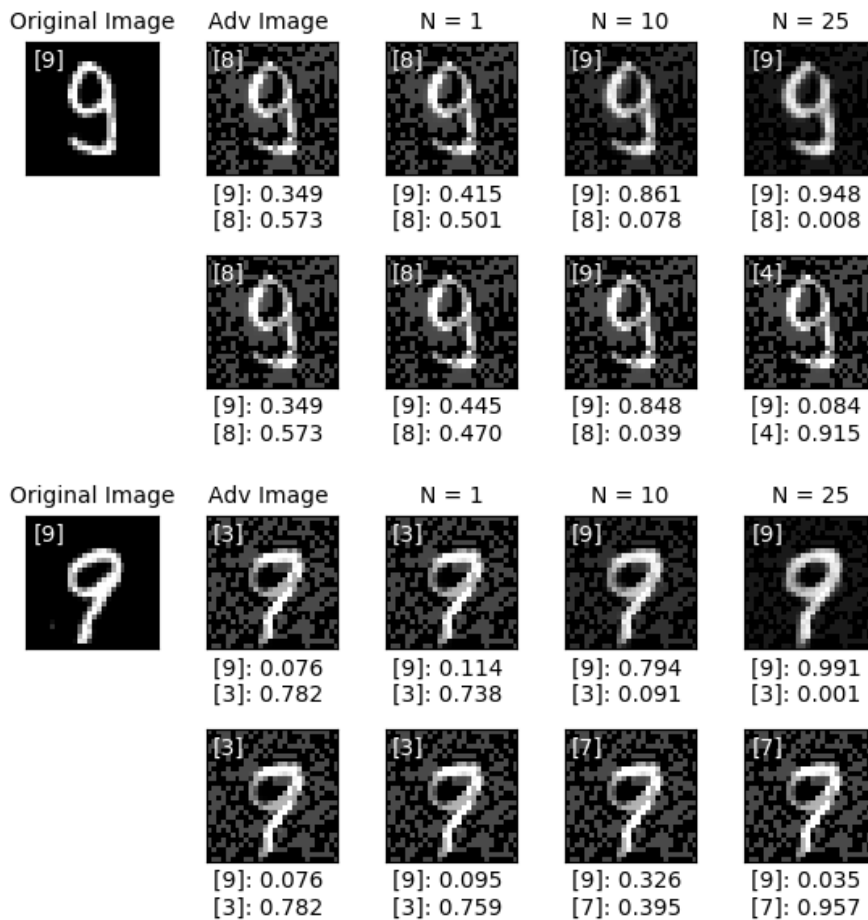 Original Image Adv Image N = 1 N = 10 N = 25
[9] [8] [8] [9] [9]
[9]: 0.349 [9]: 0.415 [9]: 0.861 [9]: 0.948
[8]: 0.573 [8]: 0.501 [8]: 0.078 [8]: 0.008
[8] [8] [9] [4]
[9]: 0.349 [9]: 0.445 [9]: 0.848 [9]: 0.084
[8]: 0.573 [8]: 0.470 [8]: 0.039 [4]: 0.915
Original Image Adv Image N = 1 N = 10 N = 25
[9] [3] [3] [9] [9]
[9]: 0.076 [9]: 0.114 [9]: 0.794 [9]: 0.991
[3]: 0.782 [3]: 0.738 [3]: 0.091 [3]: 0.001
[3] [3] [7] [7]
[9]: 0.076 [9]: 0.095 [9]: 0.326 [9]: 0.035
[3]: 0.782 [3]: 0.759 [7]: 0.395 [7]: 0.957